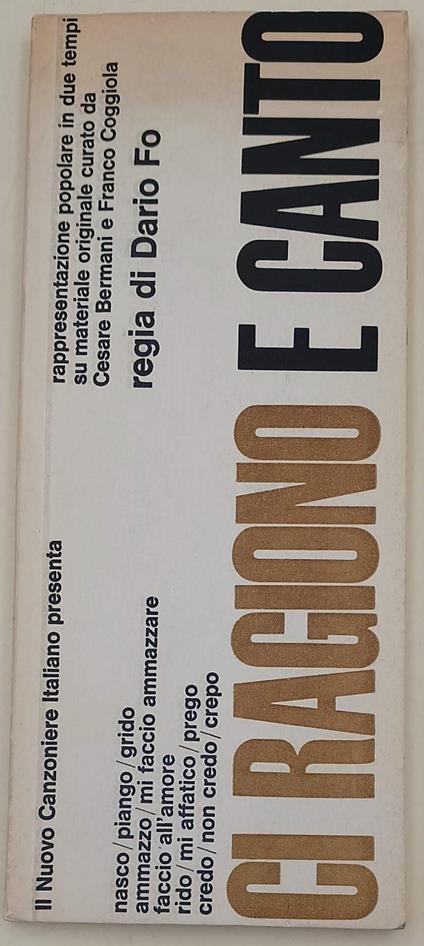 Il Nuovo Canzoniere Italiano presenta
rappresentazione popolare in due tempi
su materiale originale curato da
Cesare Bermani e Franco Coggiola
regia di Dario Fo
nasco/piango/grido
ammazzo/mi faccio ammazzare
faccio all'amore
rido/mi affatico/prego
credo/non credo/crepo
CI RAGIONO E CANTO